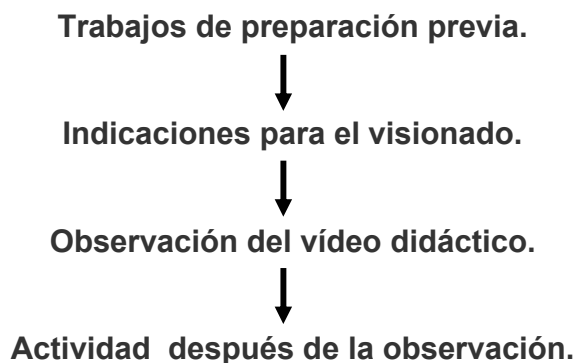 Trabajos de preparación previa.
Indicaciones para el visionado.
Observación del vídeo didáctico.
Actividad  después de la observación.